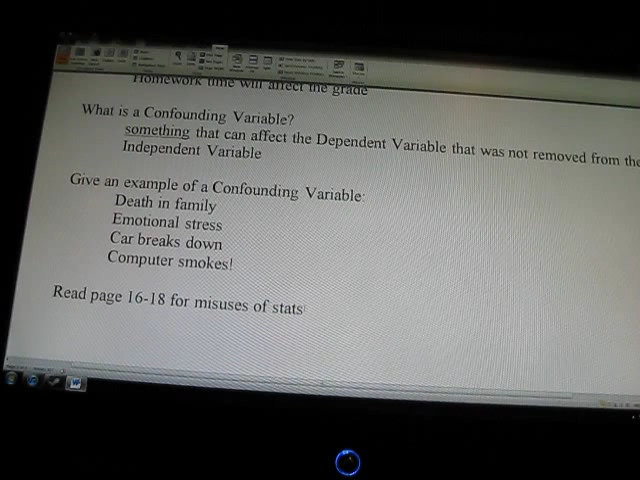 Homework time will affect the grade
What is a Confounding Variable?
something that can affect the Dependent Variable that was not removed from the
Independent Variable
Give an example of a Confounding Variable:
Death in family
Emotional stress
Car breaks down
Computer smokes!
Read page 16-18 for misuses of stats